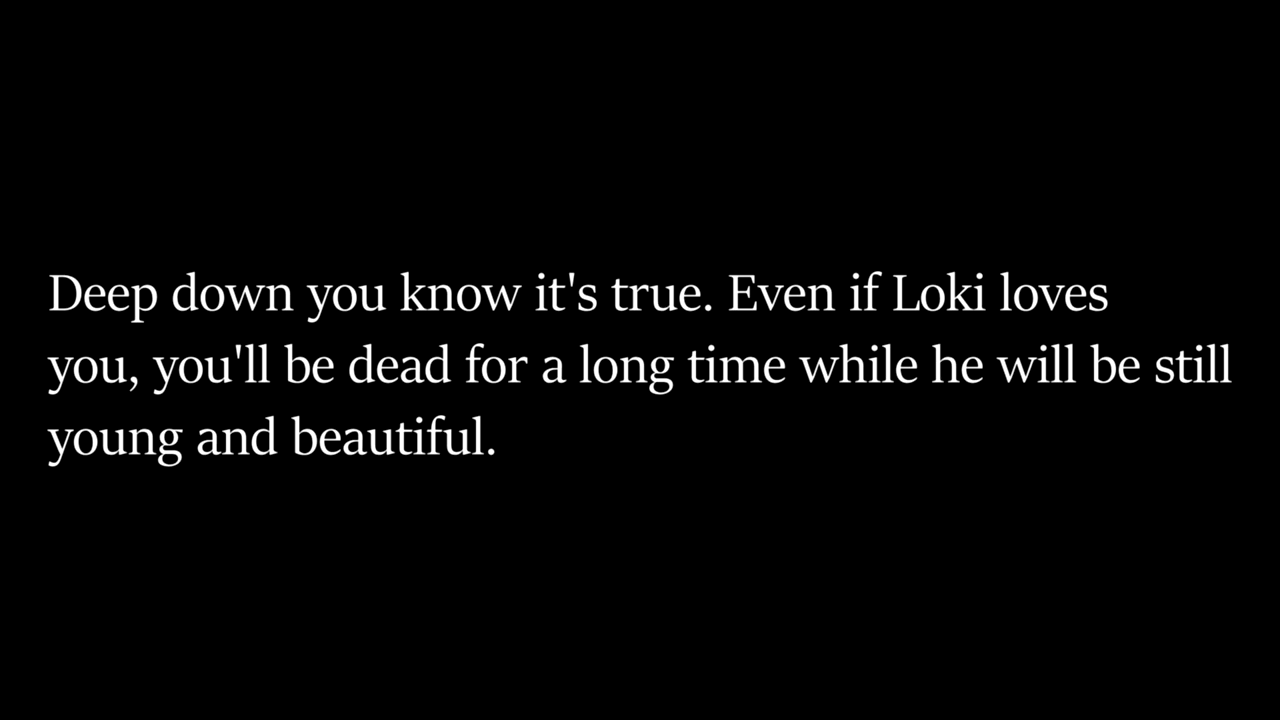 Deep down you know it's true. Even if Loki loves
you, you'll be dead for a long time while he will be still
young and beautiful.